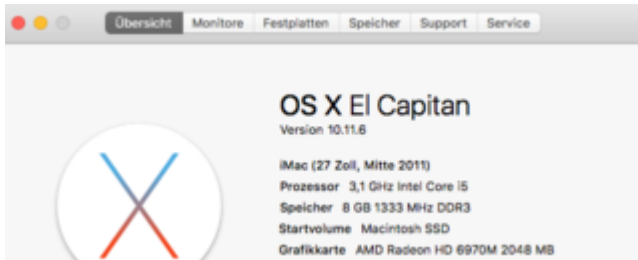 Übersicht Monitore Festplatten Speicher Support Service
OS X El Capitan
Version 10.11.6
iMac (27 Zoll, Mitte 2011)
Prozessor 3,1 GHz Intel Core i5
Speicher 8 GB 1333 MHz DDR3
Startvolume Macintosh SSD
Grafikkarte AMD Radeon HD 6970M 2048 MB